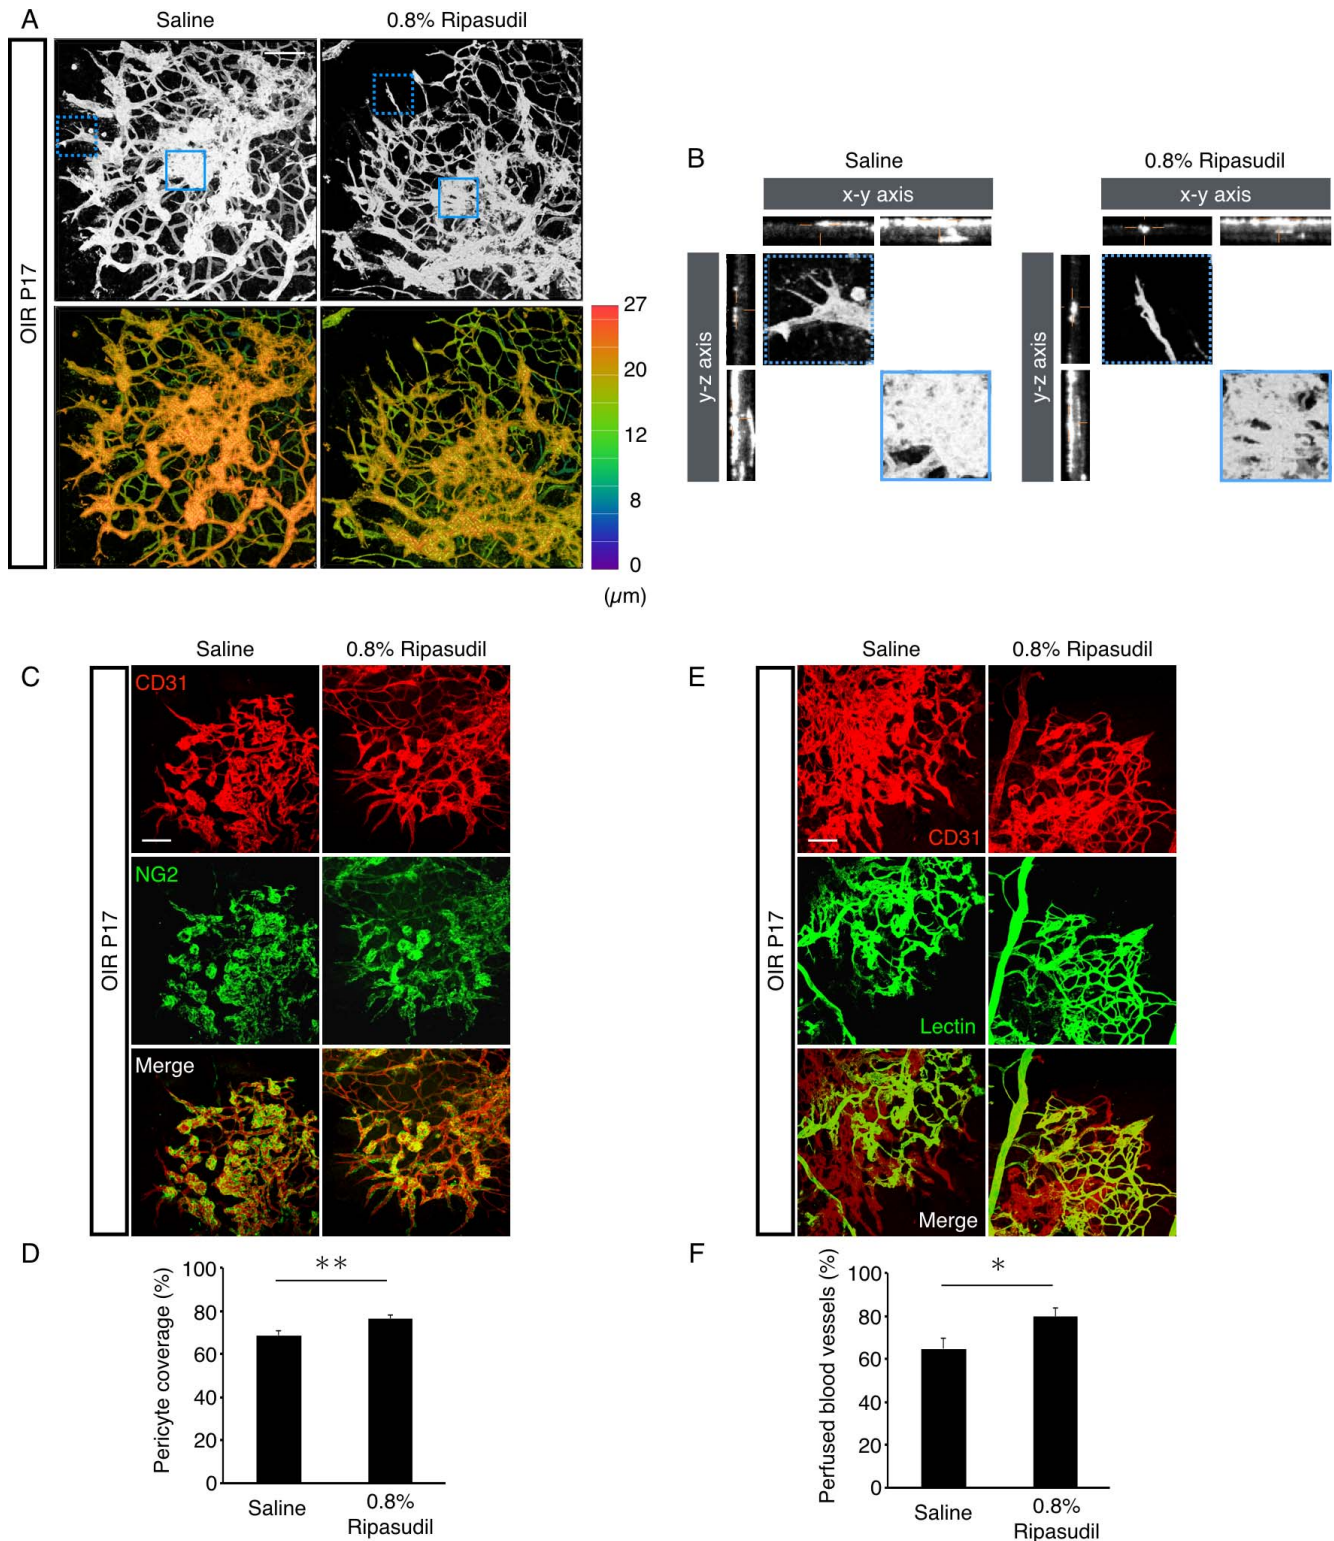 A
Saline
0.8% Ripasudil
OIR P17
27
20
12
8
0
(µm)
B
Saline
0.8% Ripasudil
x-y axis
x-y axis
y-z axis
y-z axis
C
Saline
0.8% Ripasudil
OIR P17
CD31
NG2
Merge
D
Pericyte coverage (%)
100
80
60
40
20
0
**
Saline
0.8%
Ripasudil
E
Saline
0.8% Ripasudil
OIR P17
CD31
Lectin
Merge
F
Perfused blood vessels (%)
100
80
60
40
20
0
*
Saline
0.8%
Ripasudil